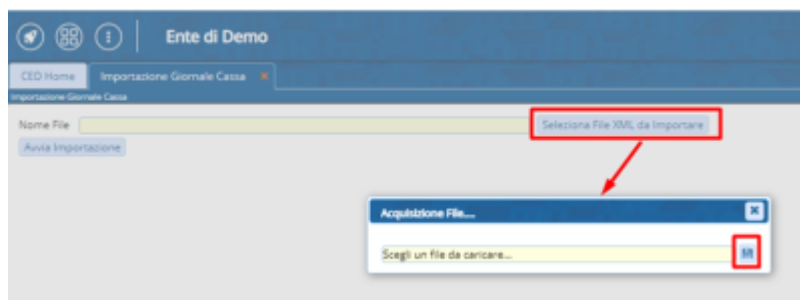 Ente di Demo
CED Home Importazione Giornale Cassa
Importazione Giornale Cassa
Nome File Seleziona File XML da Importare
Avvia Importazione
Acquisizione File....
Scegli un file da caricare...